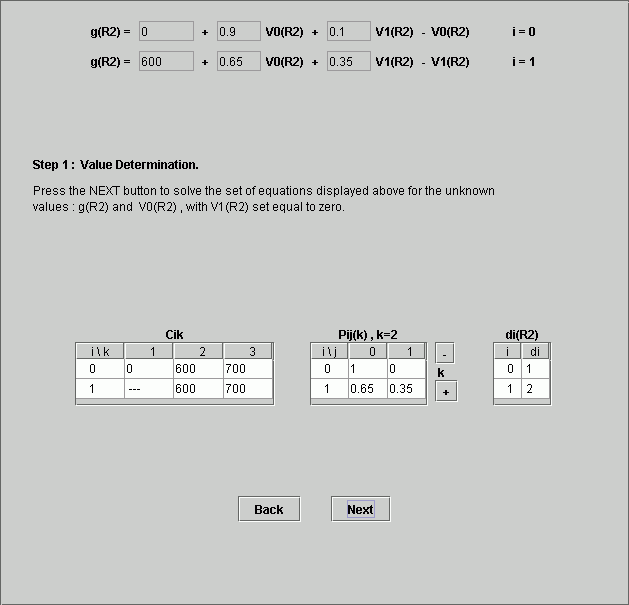 g(R2) = 0 + 0.9 V0(R2) + 0.1 V1(R2) - V0(R2) i = 0
g(R2) = 600 + 0.65 V0(R2) + 0.35 V1(R2) - V1(R2) i = 1
Step 1 : Value Determination.
Press the NEXT button to solve the set of equations displayed above for the unknown
values : g(R2) and V0(R2) , with V1(R2) set equal to zero.
Cik Pij(k) , k=2 di(R2)
i \ k 1 2 3 i \ j 0 1 - i di
0 0 600 700 0 1 0 k 0 1
1 --- 600 700 1 0.65 0.35 + 1 2
Back Next